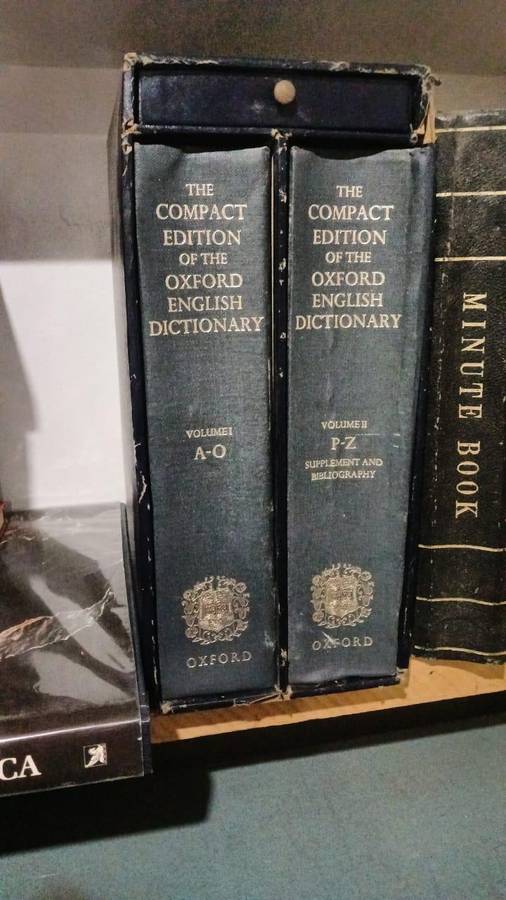 THE
COMPACT
EDITION
OF THE
OXFORD
ENGLISH
DICTIONARY
VOLUME I
A-O
OXFORD
THE
COMPACT
EDITION
OF THE
OXFORD
ENGLISH
DICTIONARY
VOLUME II
P-Z
SUPPLEMENT AND
BIBLIOGRAPHY
OXFORD
MINUTE BOOK
CA